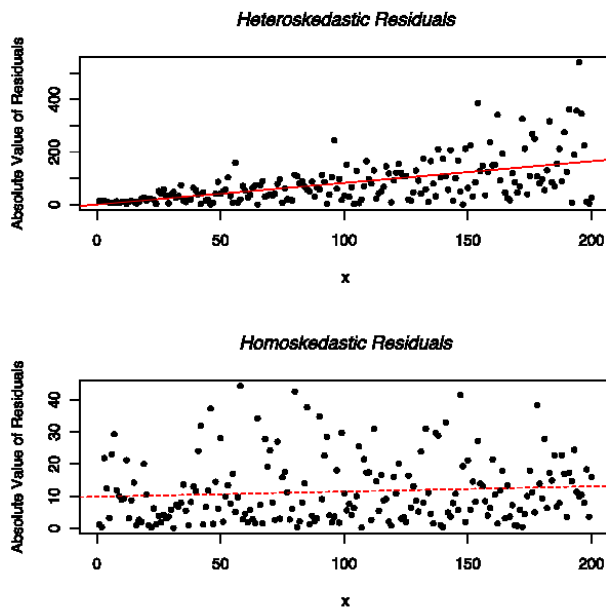 Heteroskedastic Residuals
Absolute Value of Residuals
400
200
0
0 50 100 150 200
x
Homoskedastic Residuals
Absolute Value of Residuals
40
30
20
10
0
0 50 100 150 200
x